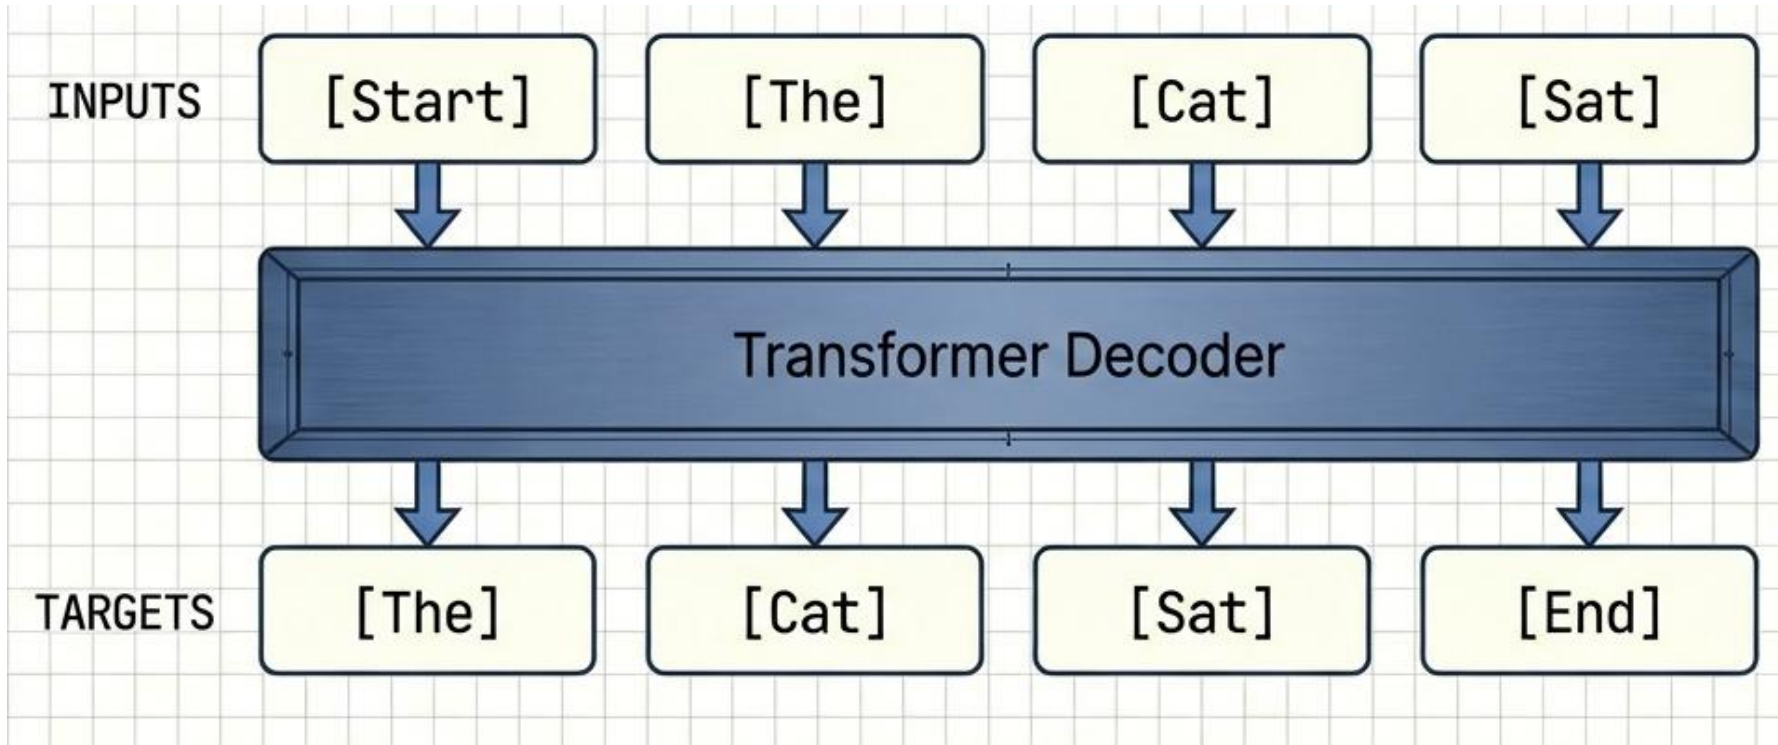 INPUTS [Start] [The] [Cat] [Sat]
Transformer Decoder
TARGETS [The] [Cat] [Sat] [End]